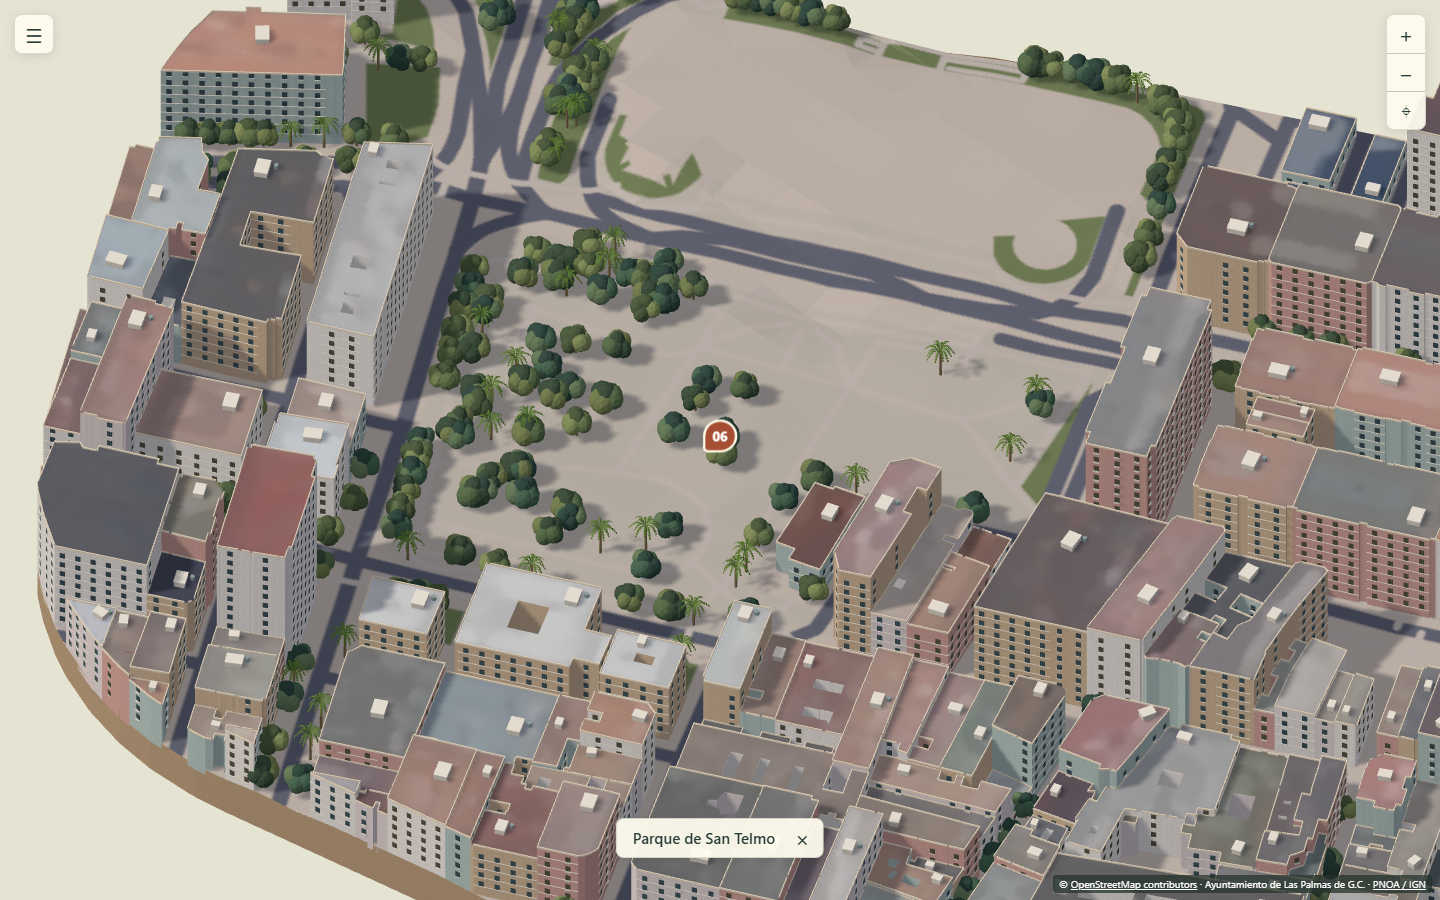 06
Parque de San Telmo
© OpenStreetMap contributors · Ayuntamiento de Las Palmas de G.C. · PNOA / IGN